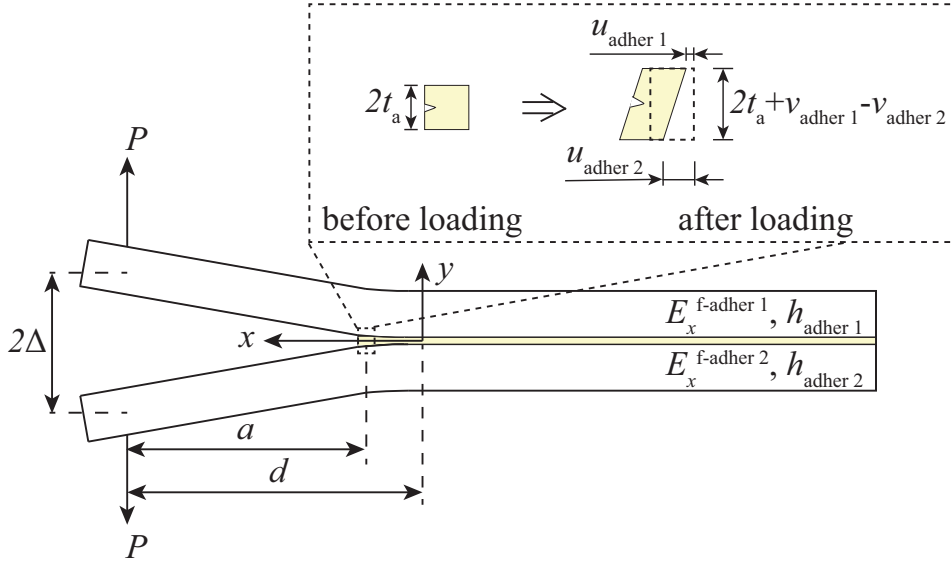 u_adher 1
2t_a
2t_a+v_adher 1-v_adher 2
u_adher 2
before loading
after loading
P
y
x
E_x^f-adher 1, h_adher 1
E_x^f-adher 2, h_adher 2
2Δ
a
d
P